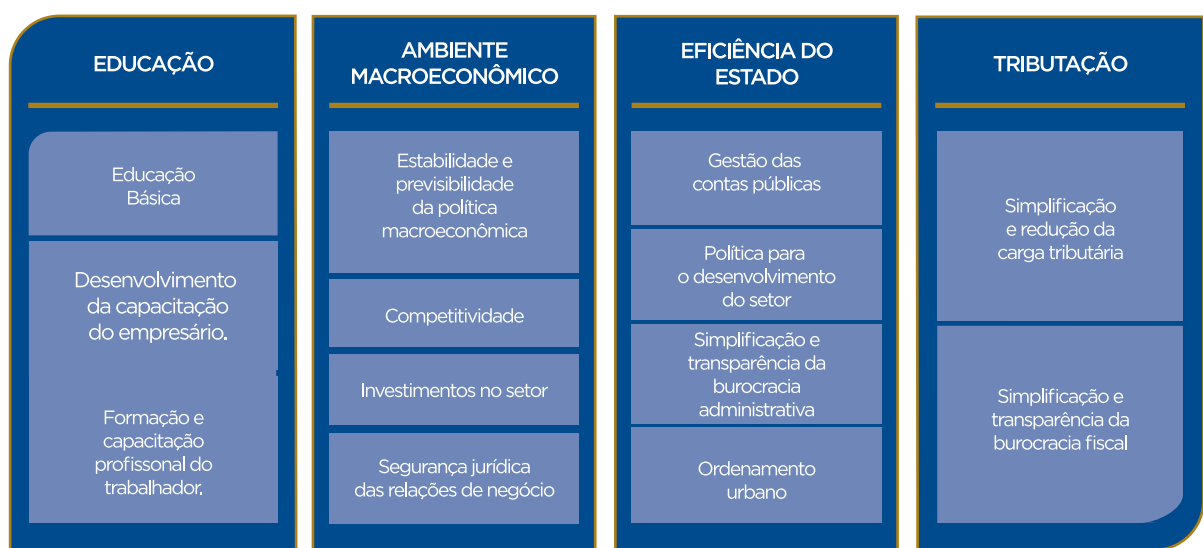 EDUCAÇÃO
Educação
Básica
Desenvolvimento
da capacitação
do empresário.
Formação e
capacitação
profissonal do
trabalhador.
AMBIENTE
MACROECONÔMICO
Estabilidade e
previsibilidade
da política
macroeconômica
Competitividade
Investimentos no setor
Segurança jurídica
das relações de negócio
EFICIÊNCIA DO
ESTADO
Gestão das
contas públicas
Política para
o desenvolvimento
do setor
Simplificação e
transparência da
burocracia
administrativa
Ordenamento
urbano
TRIBUTAÇÃO
Simplificação
e redução da
carga tributária
Simplificação e
transparência da
burocracia fiscal